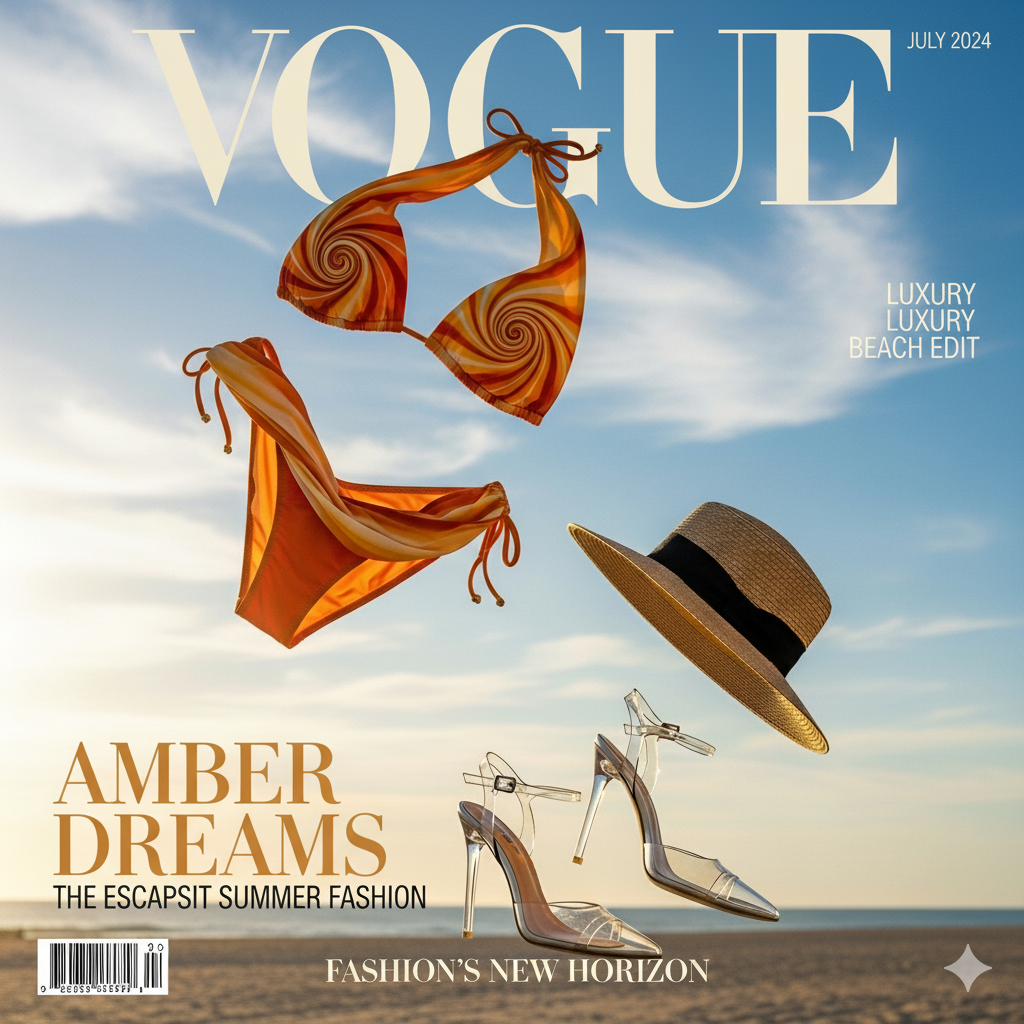 VOGUE
JULY 2024
LUXURY
LUXURY
BEACH EDIT
AMBER
DREAMS
THE ESCAPSIT SUMMER FASHION
FASHION'S NEW HORIZON